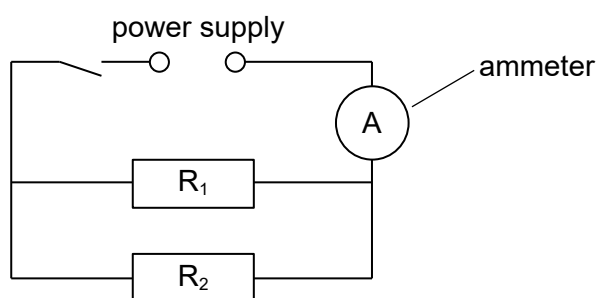 power supply
ammeter
A
R₁
R₂